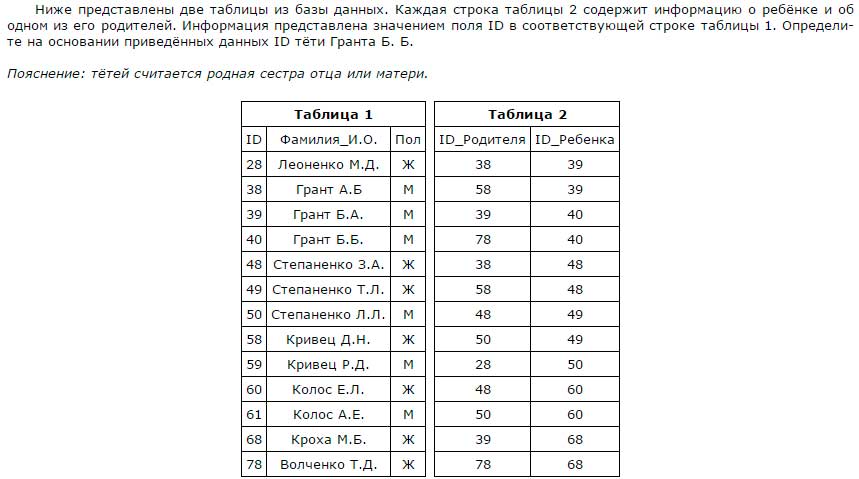 Ниже представлены две таблицы из базы данных. Каждая строка таблицы 2 содержит информацию о ребёнке и об
одном из его родителей. Информация представлена значением поля ID в соответствующей строке таблицы 1. Определи-
те на основании приведённых данных ID тёти Гранта Б. Б.
Пояснение: тётей считается родная сестра отца или матери.
Таблица 1 Таблица 2
ID Фамилия_И.О. Пол ID_Родителя ID_Ребенка
28 Леоненко М.Д. Ж 38 39
38 Грант А.Б М 58 39
39 Грант Б.А. М 39 40
40 Грант Б.Б. М 78 40
48 Степаненко З.А. Ж 38 48
49 Степаненко Т.Л. Ж 58 48
50 Степаненко Л.Л. М 48 49
58 Кривец Д.Н. Ж 50 49
59 Кривец Р.Д. М 28 50
60 Колос Е.Л. Ж 48 60
61 Колос А.Е. М 50 60
68 Кроха М.Б. Ж 39 68
78 Волченко Т.Д. Ж 78 68